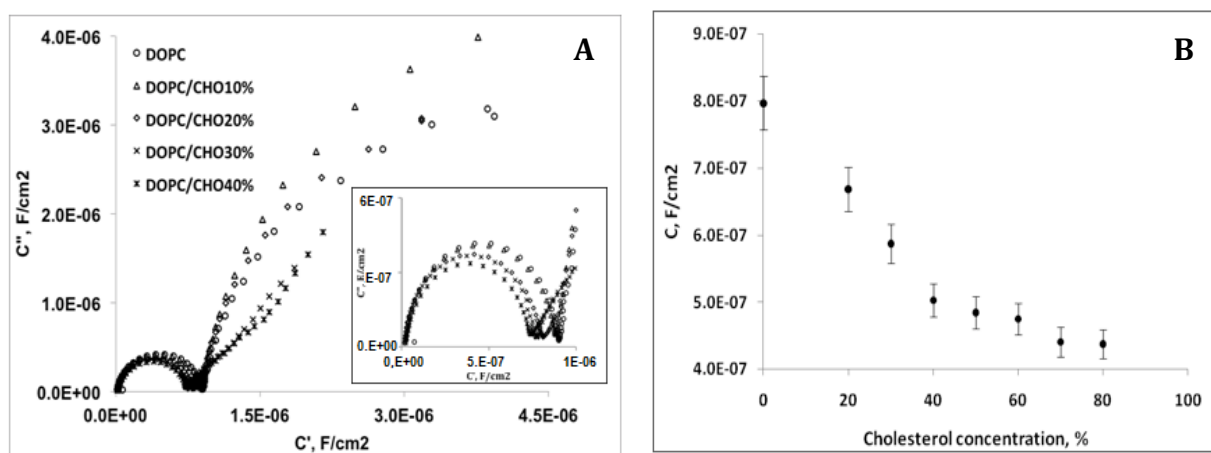 A
4.0E-06
3.0E-06
2.0E-06
1.0E-06
0.0E+00
C'', F/cm2
DOPC
DOPC/CHO10%
DOPC/CHO20%
DOPC/CHO30%
DOPC/CHO40%
0.0E+00 1.5E-06 3.0E-06 4.5E-06
C', F/cm2
6E-07
E-07
0.E+00
0,E+00 5.E-07 1E-06
C', F/cm2
B
9.0E-07
8.0E-07
7.0E-07
6.0E-07
5.0E-07
4.0E-07
C, F/cm2
0 20 40 60 80 100
Cholesterol concentration, %